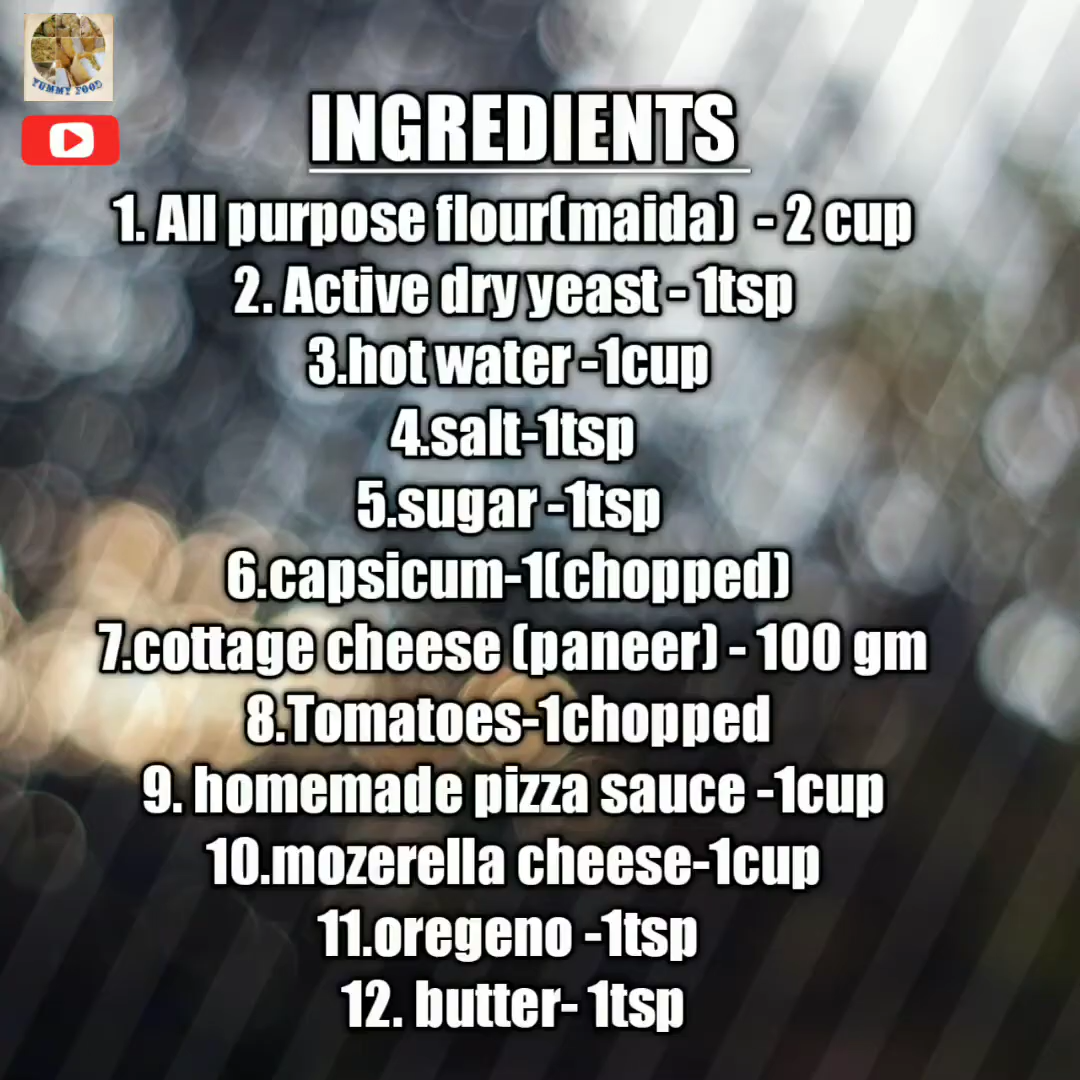 YUMMY FOOD
INGREDIENTS
1. All purpose flour(maida) - 2 cup
2. Active dry yeast - 1tsp
3.hot water -1cup
4.salt-1tsp
5.sugar -1tsp
6.capsicum-1(chopped)
7.cottage cheese (paneer) - 100 gm
8.Tomatoes-1chopped
9. homemade pizza sauce -1cup
10.mozerella cheese-1cup
11.oregeno -1tsp
12. butter- 1tsp